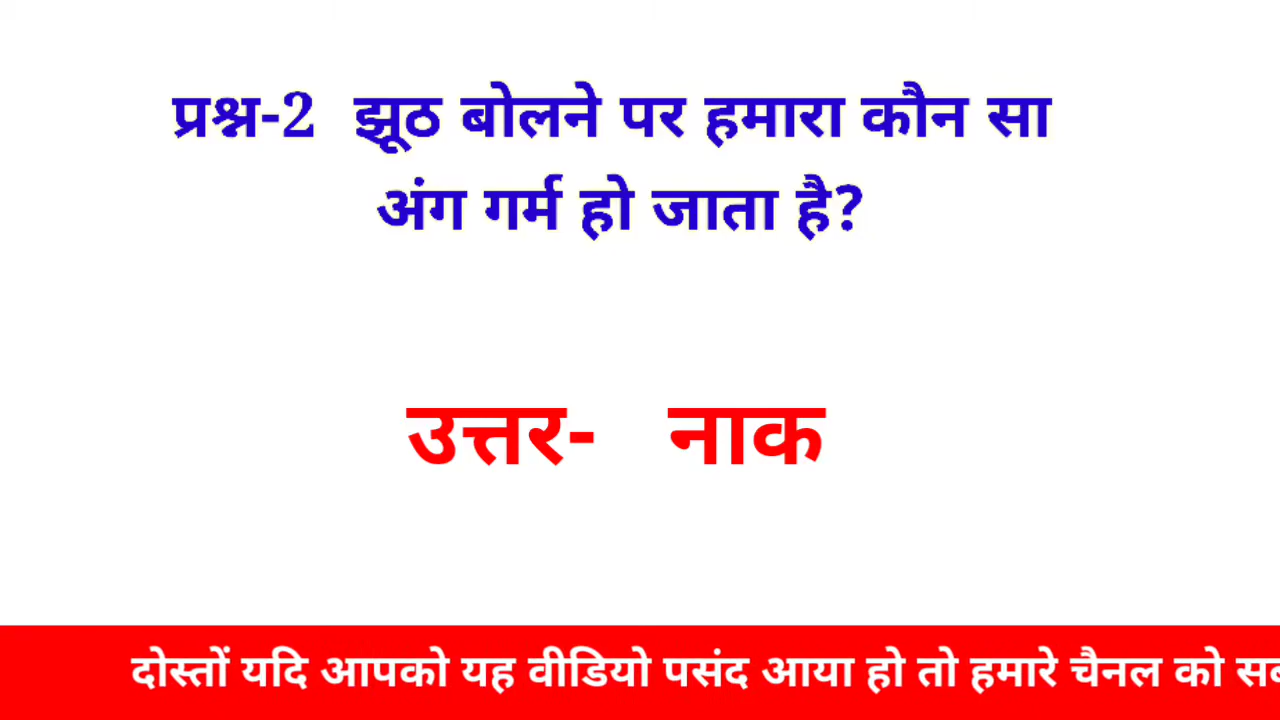 प्रश्न-2 झूठ बोलने पर हमारा कौन सा
अंग गर्म हो जाता है?
उत्तर- नाक
दोस्तों यदि आपको यह वीडियो पसंद आया हो तो हमारे चैनल को